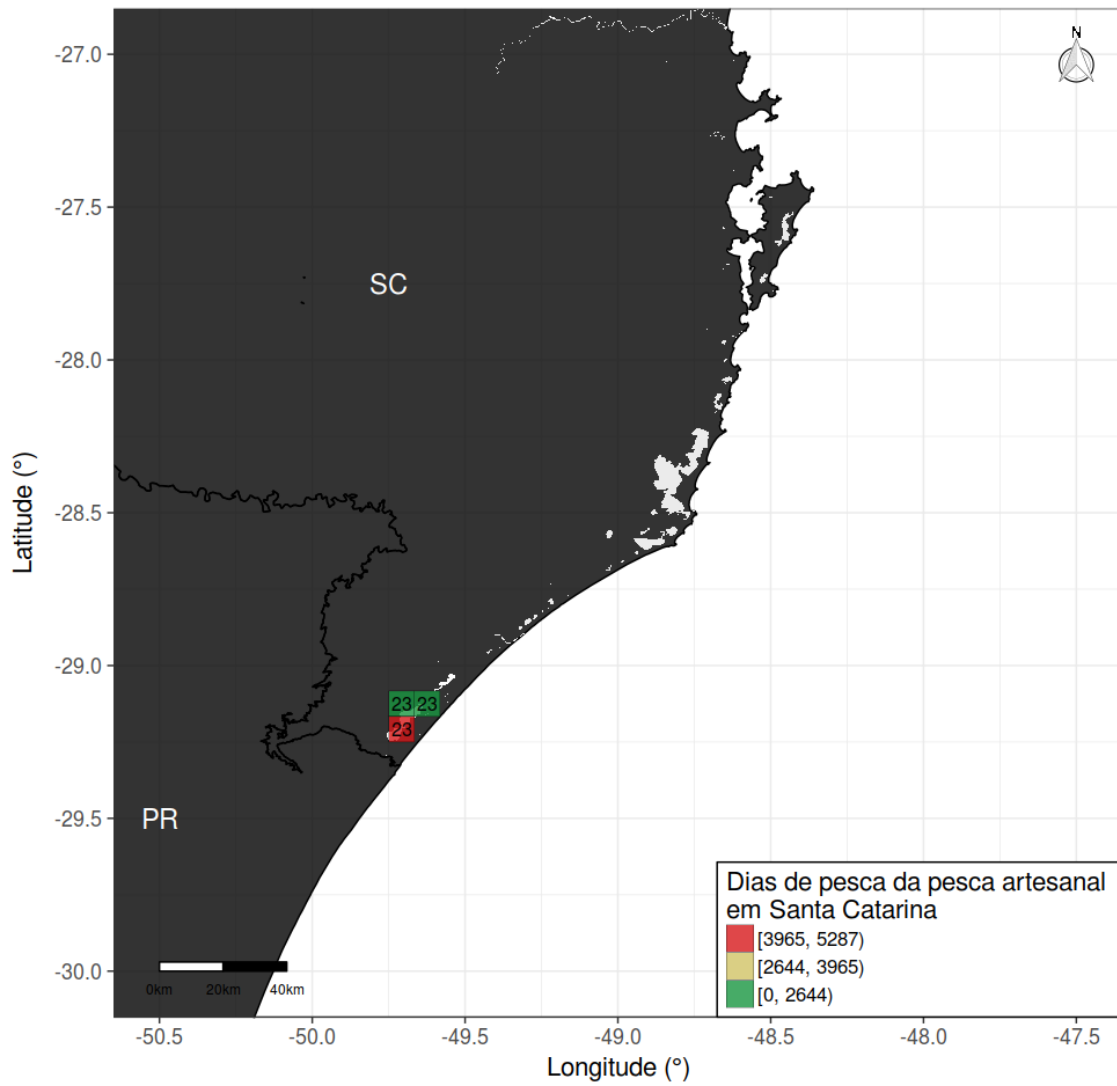 N
-27.0
-27.5
SC
-28.0
-28.5
-29.0
23 23
23
-29.5
PR
-30.0
Latitude (°)
Dias de pesca da pesca artesanal
em Santa Catarina
[3965, 5287)
[2644, 3965)
[0, 2644)
0km 20km 40km
-50.5 -50.0 -49.5 -49.0 -48.5 -48.0 -47.5
Longitude (°)